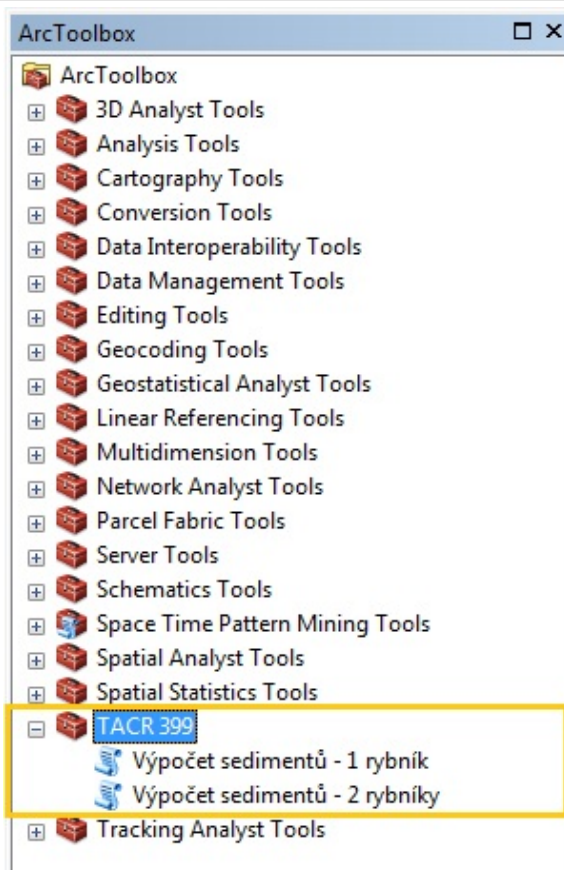 ArcToolbox
ArcToolbox
3D Analyst Tools
Analysis Tools
Cartography Tools
Conversion Tools
Data Interoperability Tools
Data Management Tools
Editing Tools
Geocoding Tools
Geostatistical Analyst Tools
Linear Referencing Tools
Multidimension Tools
Network Analyst Tools
Parcel Fabric Tools
Server Tools
Schematics Tools
Space Time Pattern Mining Tools
Spatial Analyst Tools
Spatial Statistics Tools
TACR 399
Výpočet sedimentů - 1 rybník
Výpočet sedimentů - 2 rybníky
Tracking Analyst Tools